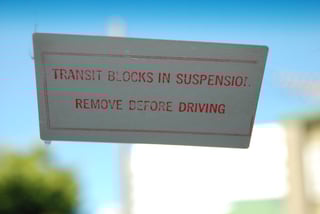 TRANSIT BLOCKS IN SUSPENSION
REMOVE BEFORE DRIVING